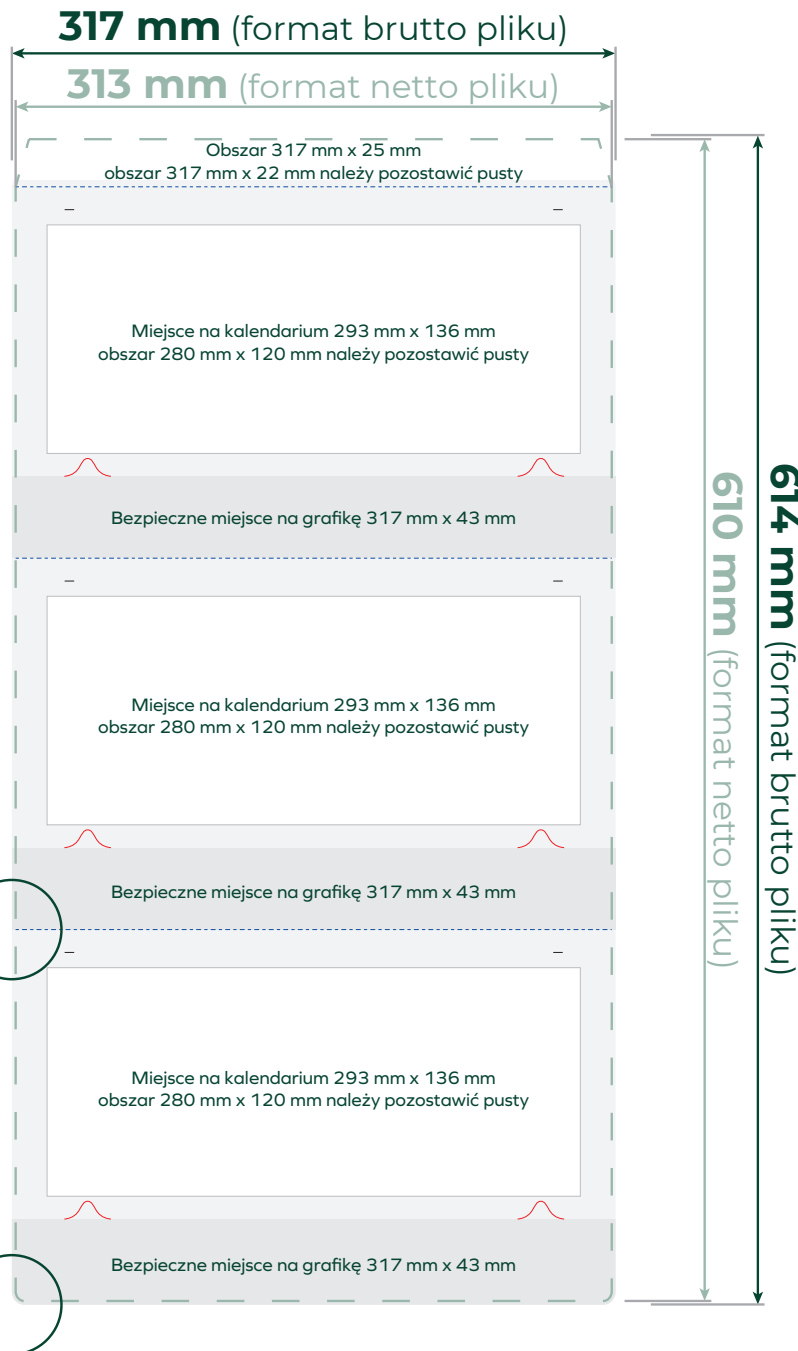 317 mm (format brutto pliku)
313 mm (format netto pliku)
Obszar 317 mm x 25 mm
obszar 317 mm x 22 mm należy pozostawić pusty
Miejsce na kalendarium 293 mm x 136 mm
obszar 280 mm x 120 mm należy pozostawić pusty
Bezpieczne miejsce na grafikę 317 mm x 43 mm
Miejsce na kalendarium 293 mm x 136 mm
obszar 280 mm x 120 mm należy pozostawić pusty
Bezpieczne miejsce na grafikę 317 mm x 43 mm
Miejsce na kalendarium 293 mm x 136 mm
obszar 280 mm x 120 mm należy pozostawić pusty
Bezpieczne miejsce na grafikę 317 mm x 43 mm
610 mm (format netto pliku)
614 mm (format brutto pliku)